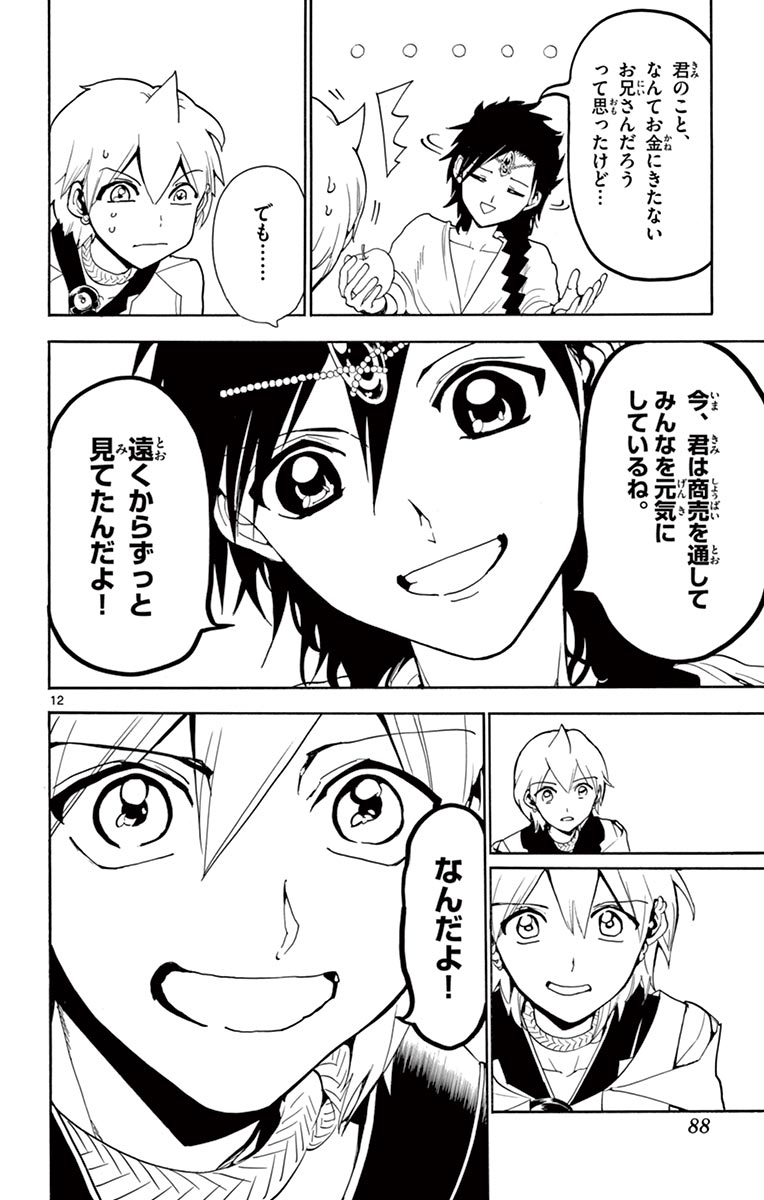 君のこと、
なんてお金にきたない
お兄さんだろう
って思ったけど…
でも……
今、君は商売を通して
みんなを元気に
しているね。
遠くからずっと
見てたんだよ！
12
なんだよ！
88